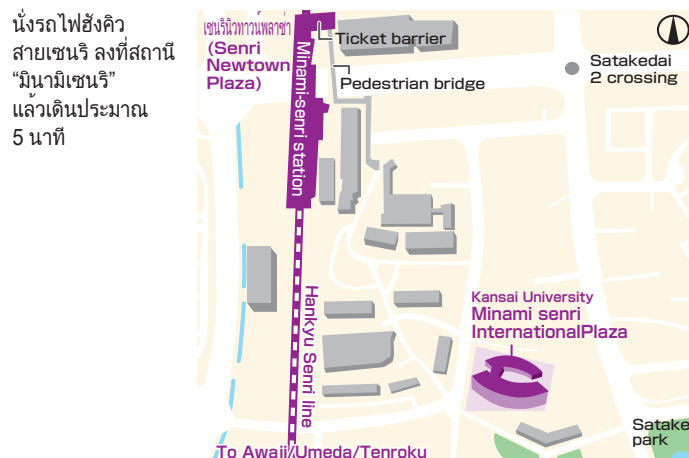 นั่งรถไฟฮังคิว
สายเซนริ ลงที่สถานี
“มินามิเซนริ”
แล้วเดินประมาณ
5 นาที
เซนรินิวทาวน์พลาซ่า
(Senri
Newtown
Plaza)
Ticket barrier
Pedestrian bridge
Minami-senri station
Satakedai
2 crossing
Kansai University
Minami senri
InternationalPlaza
Hankyu Senri line
Satake
park
To Awaji/Umeda/Tenroku